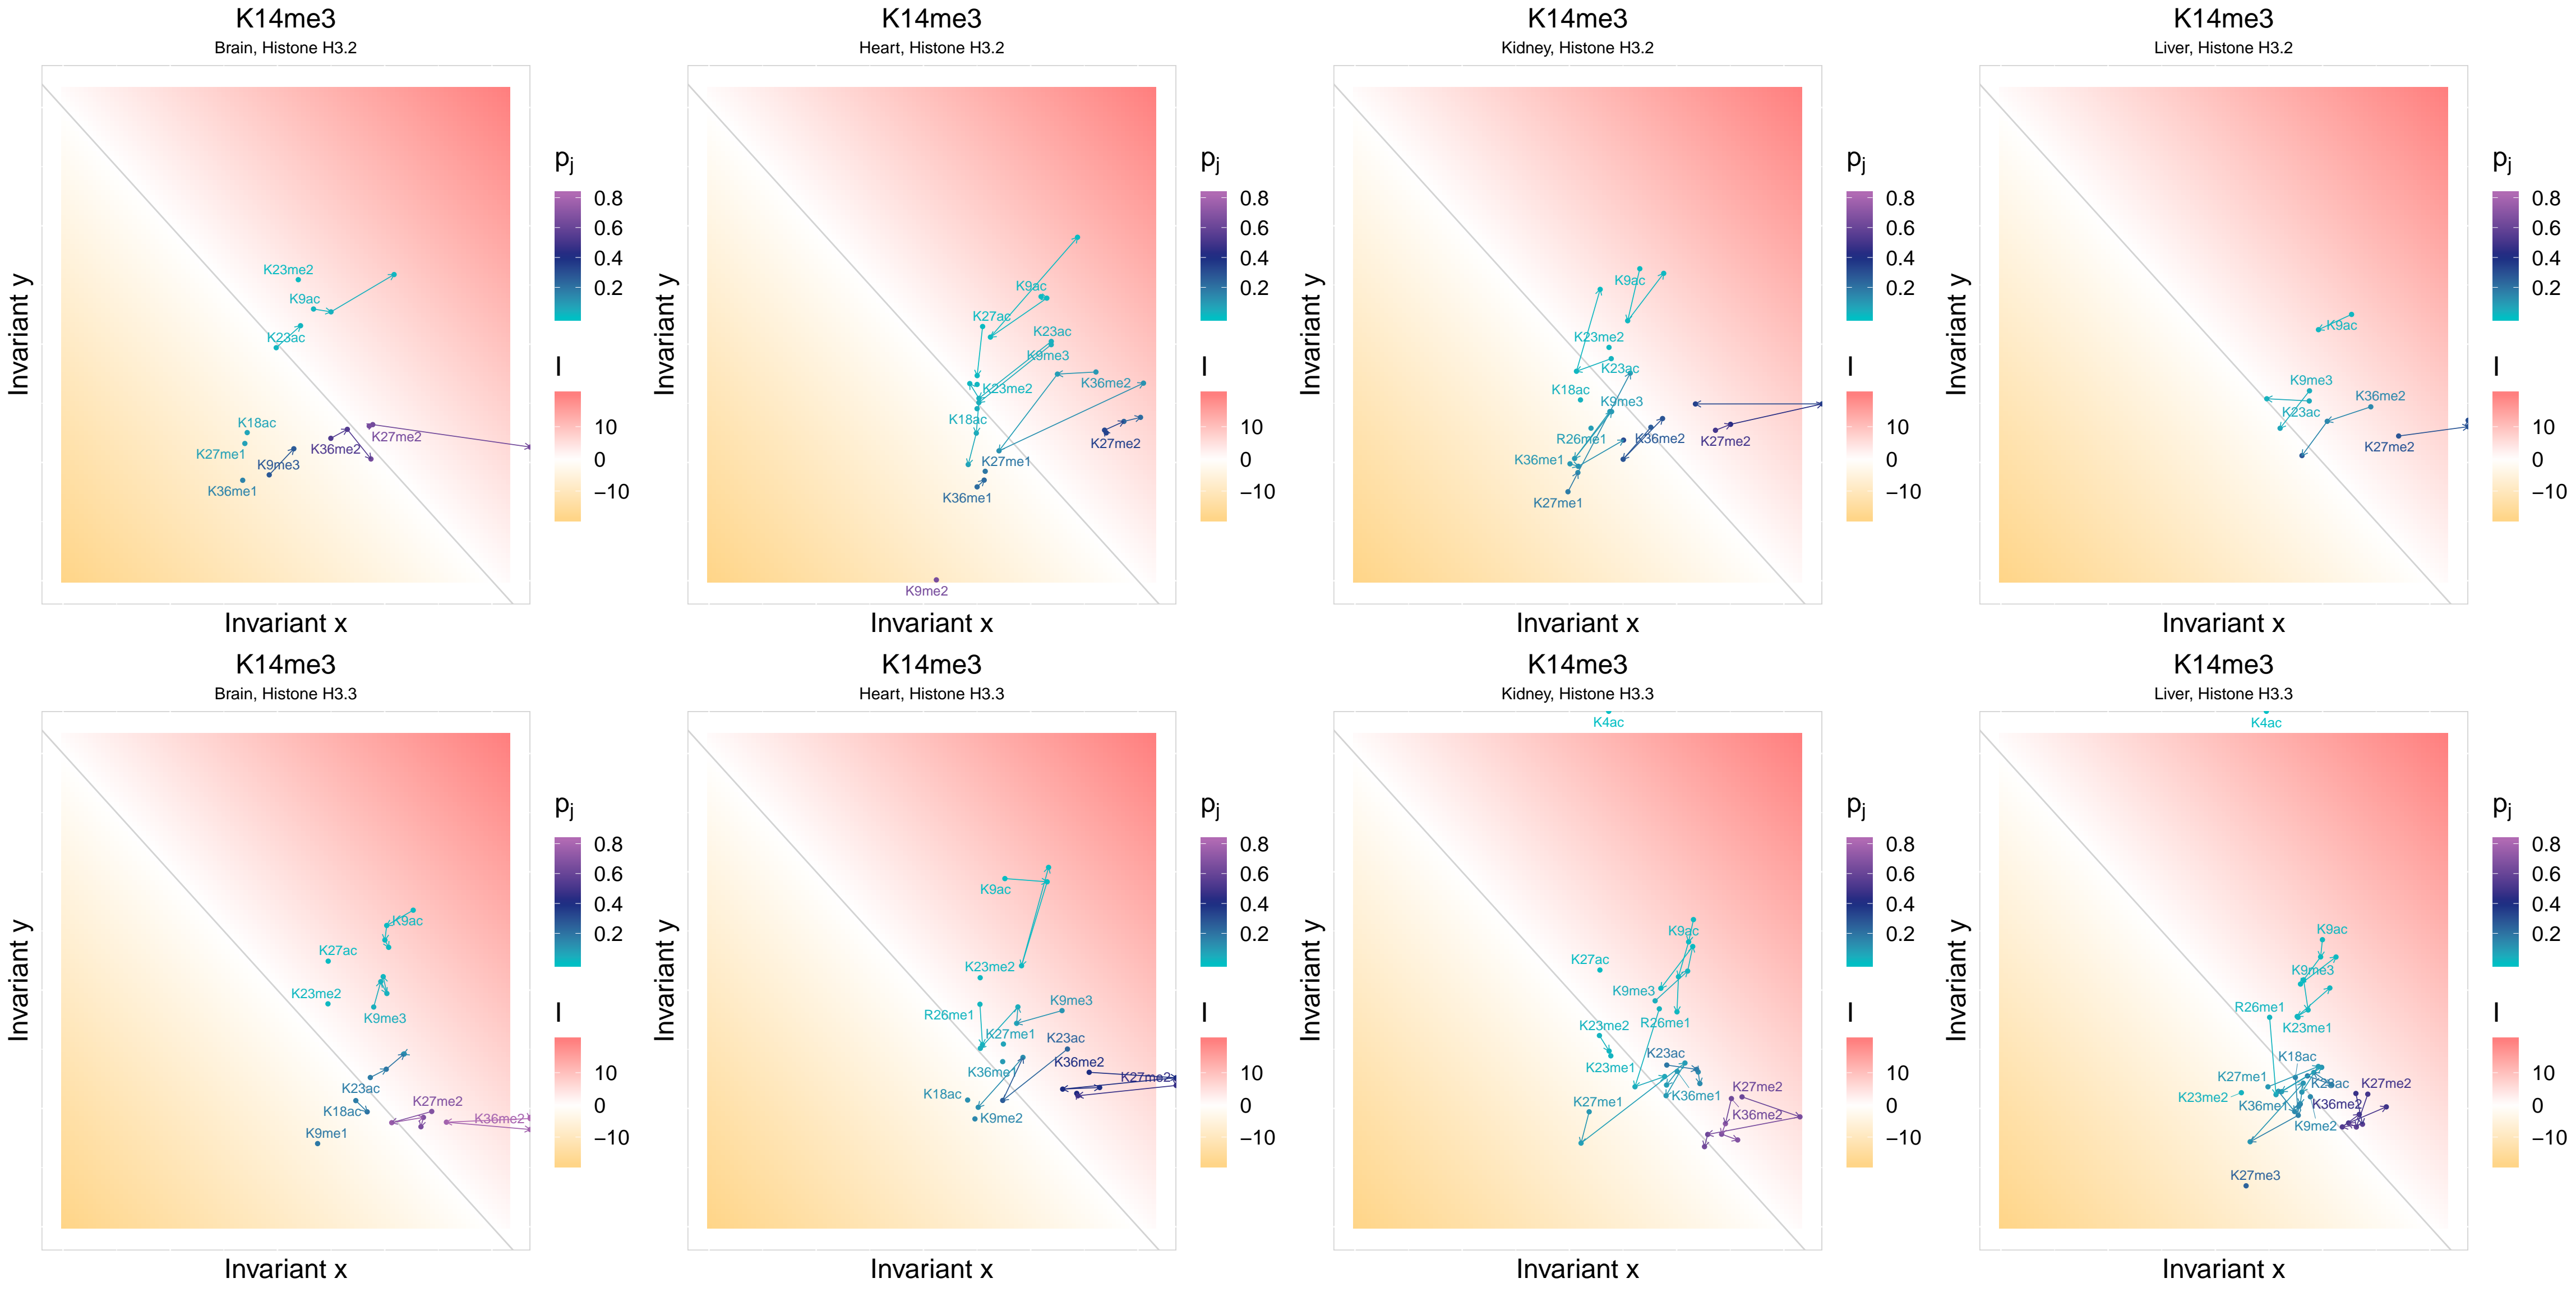 K14me3
Brain, Histone H3.2
Invariant y
Invariant x
K23me2
K9ac
K23ac
K18ac
K27me1
K9me3
K36me1
K36me2
K27me2
pj
0.8
0.6
0.4
0.2
I
10
0
−10
K14me3
Heart, Histone H3.2
Invariant y
Invariant x
K9ac
K27ac
K23ac
K9me3
K36me2
K23me2
K18ac
K27me2
K27me1
K36me1
K9me2
pj
0.8
0.6
0.4
0.2
I
10
0
−10
K14me3
Kidney, Histone H3.2
Invariant y
Invariant x
K9ac
K23me2
K23ac
K18ac
K9me3
R26me1
K36me2
K27me2
K36me1
K27me1
pj
0.8
0.6
0.4
0.2
I
10
0
−10
K14me3
Liver, Histone H3.2
Invariant y
Invariant x
K9ac
K9me3
K36me2
K23ac
K27me2
pj
0.8
0.6
0.4
0.2
I
10
0
−10
K14me3
Brain, Histone H3.3
Invariant y
Invariant x
K9ac
K27ac
K23me2
K9me3
K23ac
K27me2
K18ac
K36me2
K9me1
pj
0.8
0.6
0.4
0.2
I
10
0
−10
K14me3
Heart, Histone H3.3
Invariant y
Invariant x
K9ac
K23me2
K9me3
R26me1
K27me1
K23ac
K36me2
K36me1
K27me2
K18ac
K9me2
pj
0.8
0.6
0.4
0.2
I
10
0
−10
K14me3
Kidney, Histone H3.3
Invariant y
Invariant x
K4ac
K9ac
K27ac
K9me3
R26me1
K23me2
K23ac
K23me1
K27me2
K36me1
K27me1
K36me2
pj
0.8
0.6
0.4
0.2
I
10
0
−10
K14me3
Liver, Histone H3.3
Invariant y
Invariant x
K4ac
K9ac
K9me3
R26me1
K23me1
K18ac
K27me1
K23ac
K27me2
K23me2
K36me1
K36me2
K9me2
K27me3
pj
0.8
0.6
0.4
0.2
I
10
0
−10